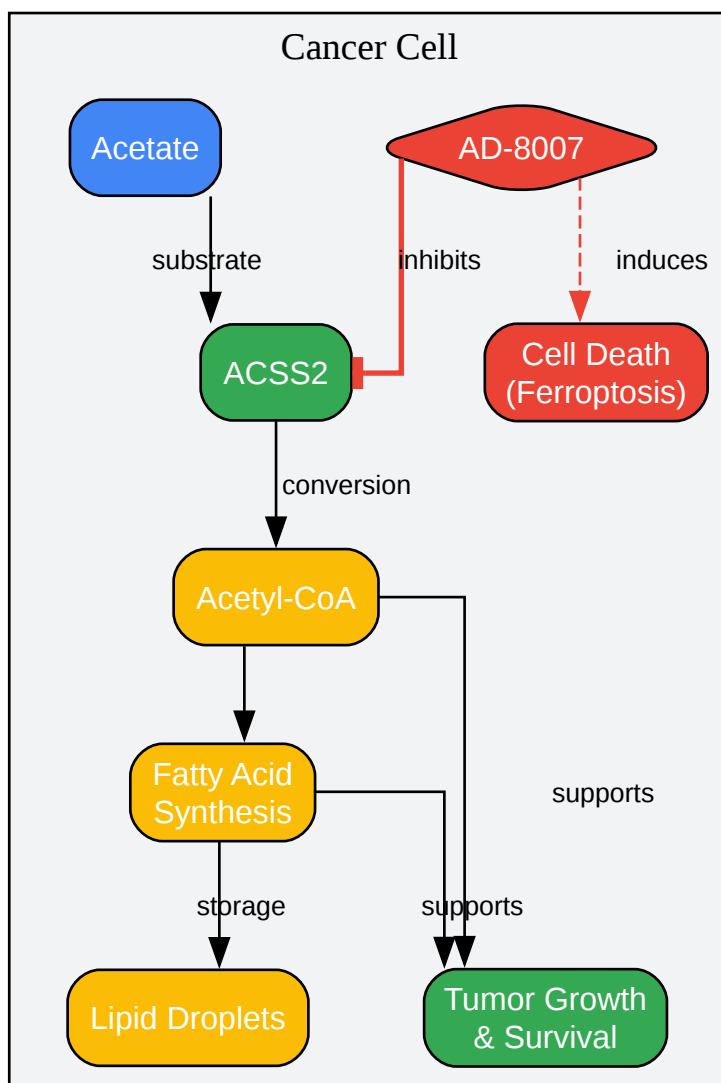 Cancer Cell
Acetate
AD-8007
substrate
inhibits
induces
ACSS2
Cell Death
(Ferroptosis)
conversion
Acetyl-CoA
Fatty Acid
Synthesis
supports
storage
supports
Lipid Droplets
Tumor Growth
& Survival